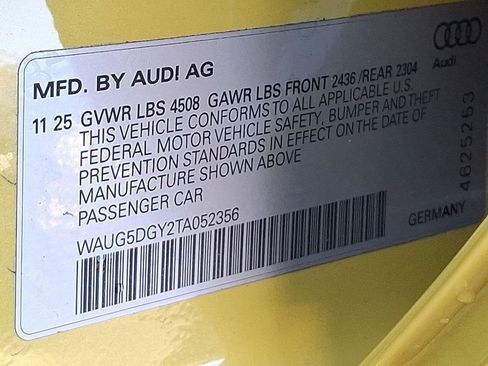 MFD. BY AUDI AG
Audi
11 25 GVWR LBS 4508 GAWR LBS FRONT 2436 /REAR 2304
THIS VEHICLE CONFORMS TO ALL APPLICABLE U.S.
FEDERAL MOTOR VEHICLE SAFETY, BUMPER AND THEFT
PREVENTION STANDARDS IN EFFECT ON THE DATE OF
MANUFACTURE SHOWN ABOVE
PASSENGER CAR
WAUG5DGY2TA052356
GERMANY
4625253